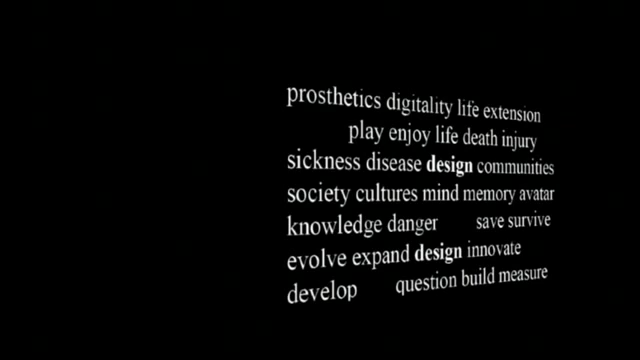 prosthetics digitality life extension
play enjoy life death injury
sickness disease design communities
society cultures mind memory avatar
knowledge danger save survive
evolve expand design innovate
develop question build measure